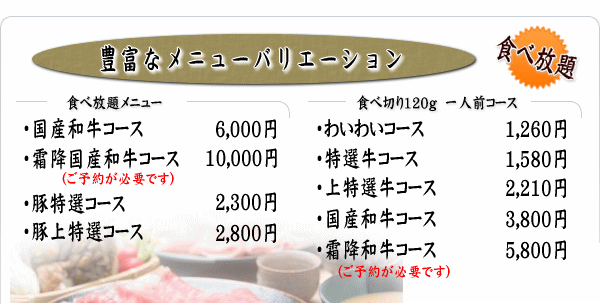 豊富なメニューバリエーション
食べ放題
食べ放題メニュー
・国産和牛コース 6,000円
・霜降国産和牛コース 10,000円
(ご予約が必要です)
・豚特選コース 2,300円
・豚上特選コース 2,800円
食べ切り120g 一人前コース
・わいわいコース 1,260円
・特選牛コース 1,580円
・上特選牛コース 2,210円
・国産和牛コース 3,800円
・霜降和牛コース 5,800円
(ご予約が必要です)